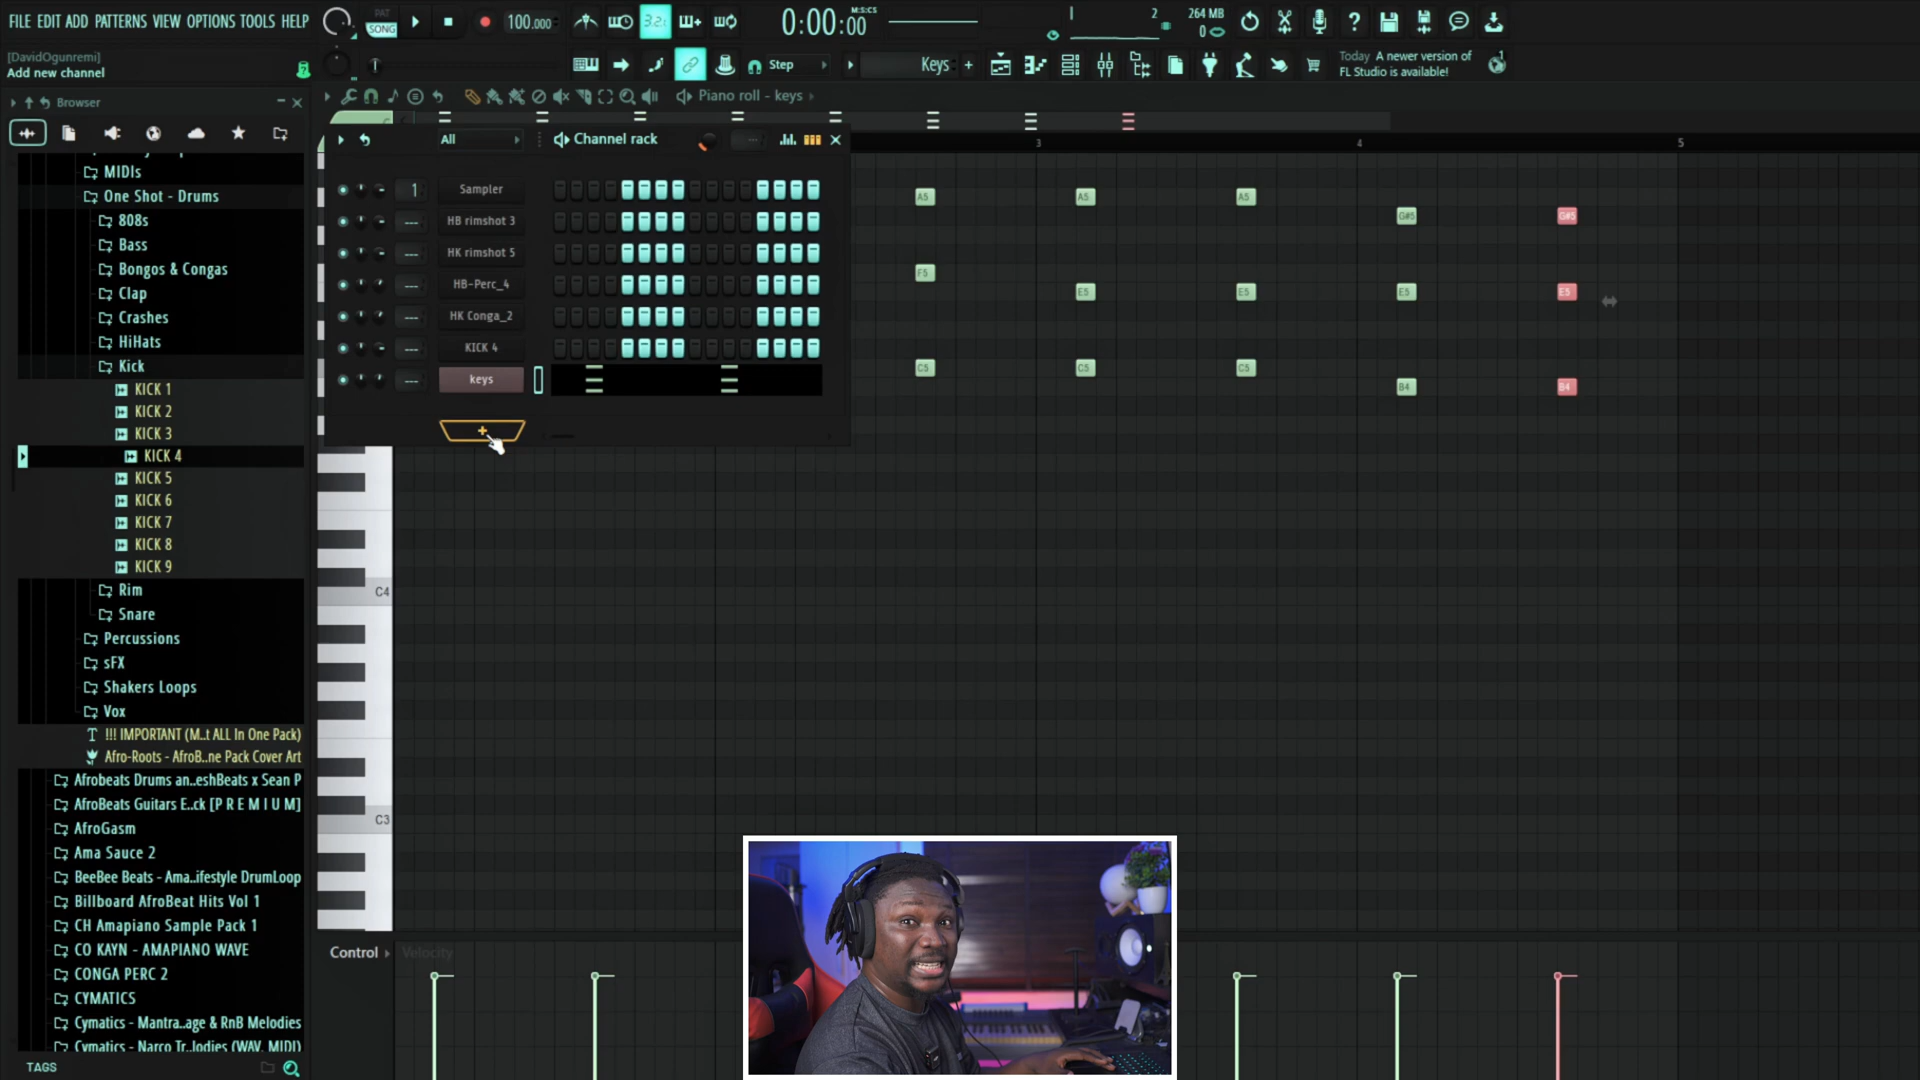 FILE EDIT ADD PATTERNS VIEW OPTIONS TOOLS HELP
PAT
SONG
100.000
3.2.
0:00:00
M:S:CS
2
264 MB
0
[DavidOgunremi]
Add new channel
Step
Keys
Today A newer version of
FL Studio is available!
Browser
Piano roll - keys
All
Channel rack
3
4
5
1
Sampler
HB rimshot 3
HK rimshot 5
HB-Perc_4
HK Conga_2
KICK 4
keys
MIDIs
One Shot - Drums
808s
Bass
Bongos & Congas
Clap
Crashes
HiHats
Kick
KICK 1
KICK 2
KICK 3
KICK 4
KICK 5
KICK 6
KICK 7
KICK 8
KICK 9
Rim
Snare
Percussions
sFX
Shakers Loops
Vox
!!! IMPORTANT (M..t ALL In One Pack)
Afro-Roots - AfroB..ne Pack Cover Art
Afrobeats Drums an..eshBeats x Sean P
AfroBeats Guitars E..ck [P R E M I U M]
AfroGasm
Ama Sauce 2
BeeBee Beats - Ama..ifestyle DrumLoop
Billboard AfroBeat Hits Vol 1
CH Amapiano Sample Pack 1
CO KAYN - AMAPIANO WAVE
CONGA PERC 2
CYMATICS
Cymatics - Mantra..age & RnB Melodies
Cymatics - Narco Tr..lodies (WAV, MIDI)
TAGS
A5 A5 A5
G#5 G#5
F5
E5 E5 E5 E5
C5 C5 C5
B4 B4
C4
C3
Control
Velocity